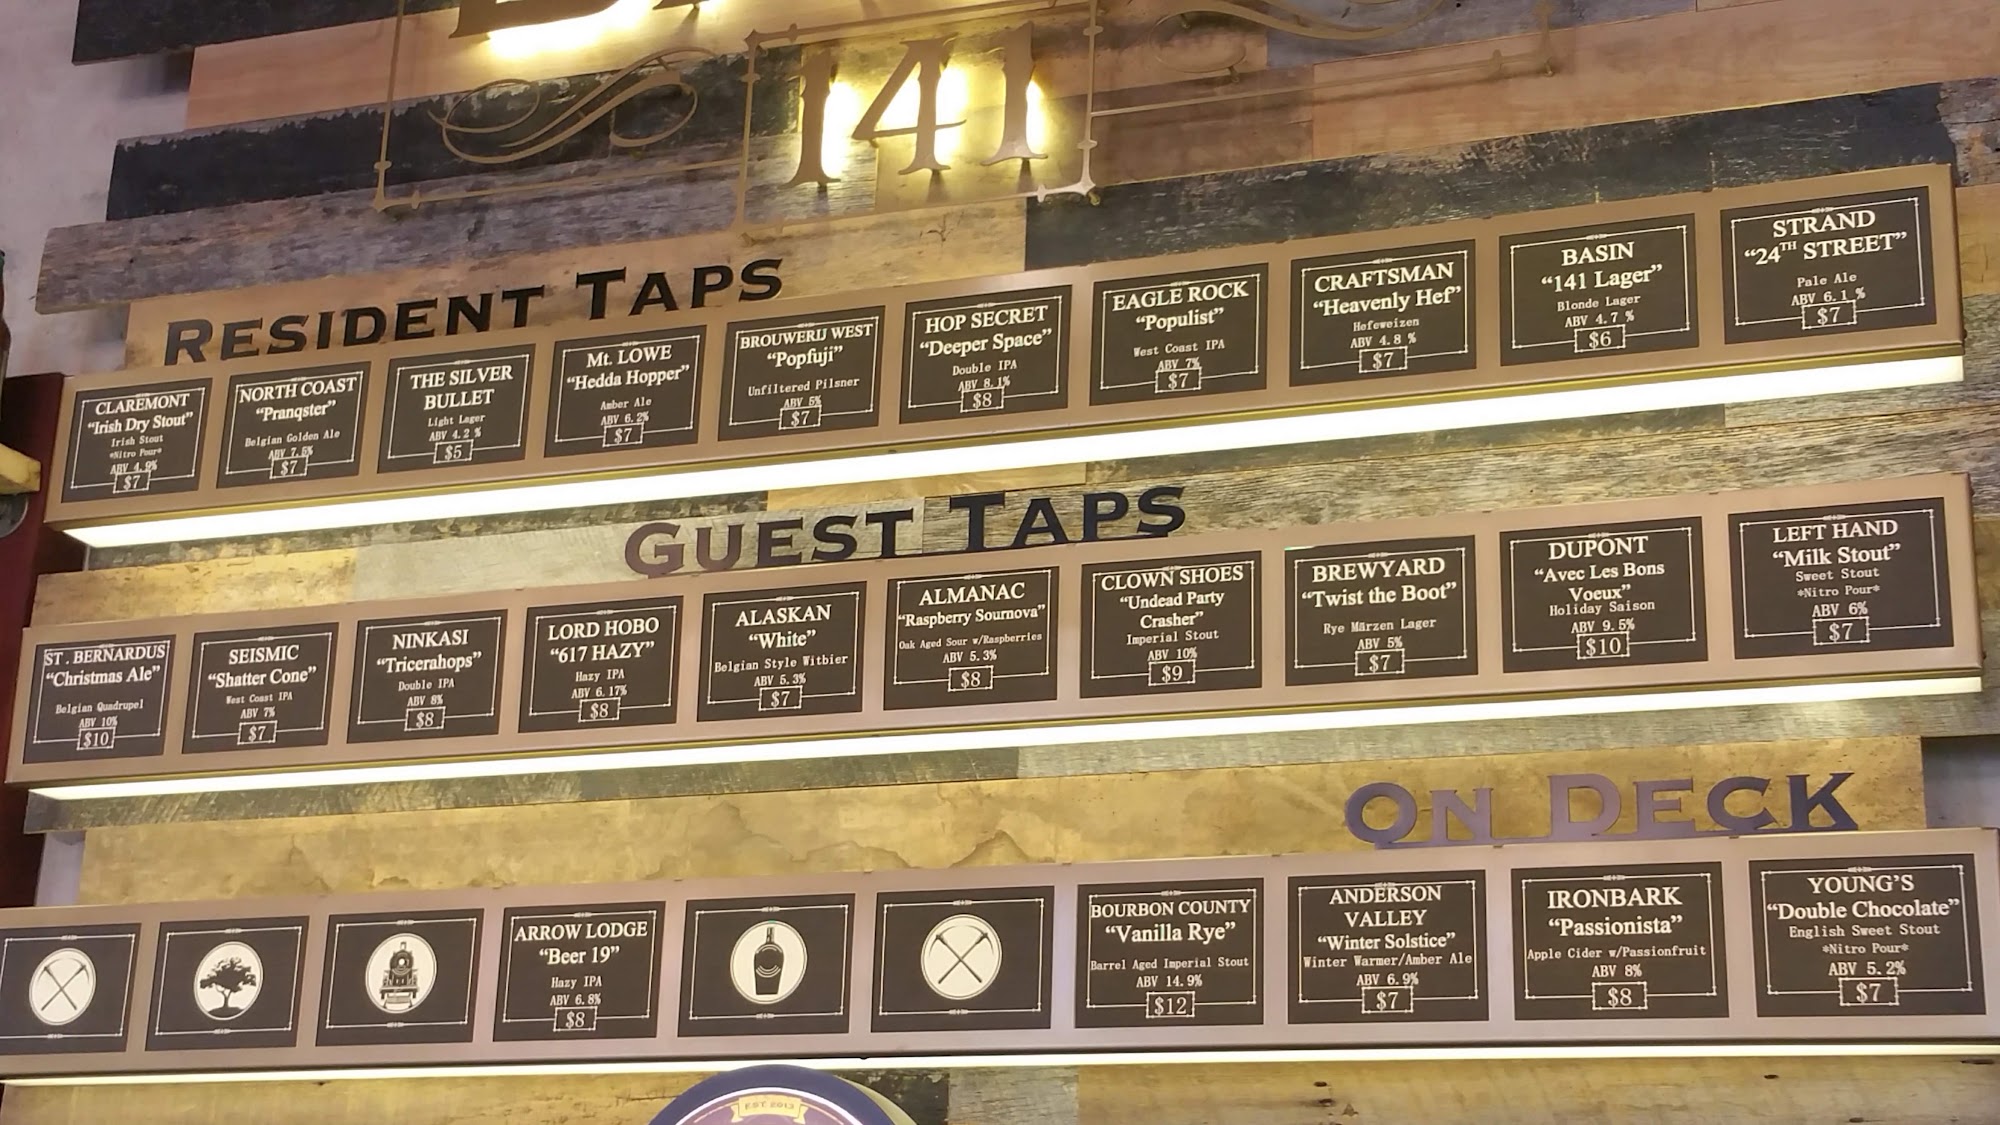 141
RESIDENT TAPS
CLAREMONT
“Irish Dry Stout”
Irish Stout
*Nitro Pour*
ABV 4.9%
$7
NORTH COAST
“Pranqster”
Belgian Golden Ale
ABV 7.5%
$7
THE SILVER
BULLET
Light Lager
ABV 4.2 %
$5
Mt. LOWE
“Hedda Hopper”
Amber Ale
ABV 6.2%
$7
BROUWERIJ WEST
“Popfuji”
Unfiltered Pilsner
ABV 5%
$7
HOP SECRET
“Deeper Space”
Double IPA
ABV 8.1%
$8
EAGLE ROCK
“Populist”
West Coast IPA
ABV 7%
$7
CRAFTSMAN
“Heavenly Hef”
Hefeweizen
ABV 4.8 %
$7
BASIN
“141 Lager”
Blonde Lager
ABV 4.7 %
$6
STRAND
“24TH STREET”
Pale Ale
ABV 6.1 %
$7
GUEST TAPS
ST. BERNARDUS
“Christmas Ale”
Belgian Quadrupel
ABV 10%
$10
SEISMIC
“Shatter Cone”
West Coast IPA
ABV 7%
$7
NINKASI
“Tricerahops”
Double IPA
ABV 8%
$8
LORD HOBO
“617 HAZY”
Hazy IPA
ABV 6.17%
$8
ALASKAN
“White”
Belgian Style Witbier
ABV 5.3%
$7
ALMANAC
“Raspberry Sournova”
Oak Aged Sour w/Raspberries
ABV 5.3%
$8
CLOWN SHOES
“Undead Party
Crasher”
Imperial Stout
ABV 10%
$9
BREWYARD
“Twist the Boot”
Rye Märzen Lager
ABV 5%
$7
DUPONT
“Avec Les Bons
Voeux”
Holiday Saison
ABV 9.5%
$10
LEFT HAND
“Milk Stout”
Sweet Stout
*Nitro Pour*
ABV 6%
$7
ON DECK
ARROW LODGE
“Beer 19”
Hazy IPA
ABV 6.8%
$8
BOURBON COUNTY
“Vanilla Rye”
Barrel Aged Imperial Stout
ABV 14.9%
$12
ANDERSON
VALLEY
“Winter Solstice”
Winter Warmer/Amber Ale
ABV 6.9%
$7
IRONBARK
“Passionista”
Apple Cider w/Passionfruit
ABV 8%
$8
YOUNG'S
“Double Chocolate”
English Sweet Stout
*Nitro Pour*
ABV 5.2%
$7
EST 2013